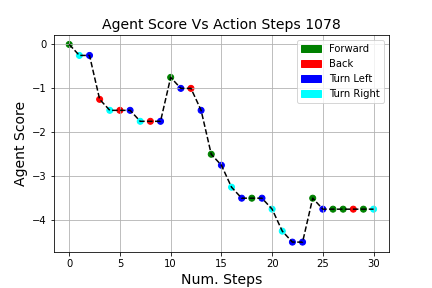 Agent Score Vs Action Steps 1078
Forward
Back
Turn Left
Turn Right
Agent Score
0
−1
−2
−3
−4
0 5 10 15 20 25 30
Num. Steps